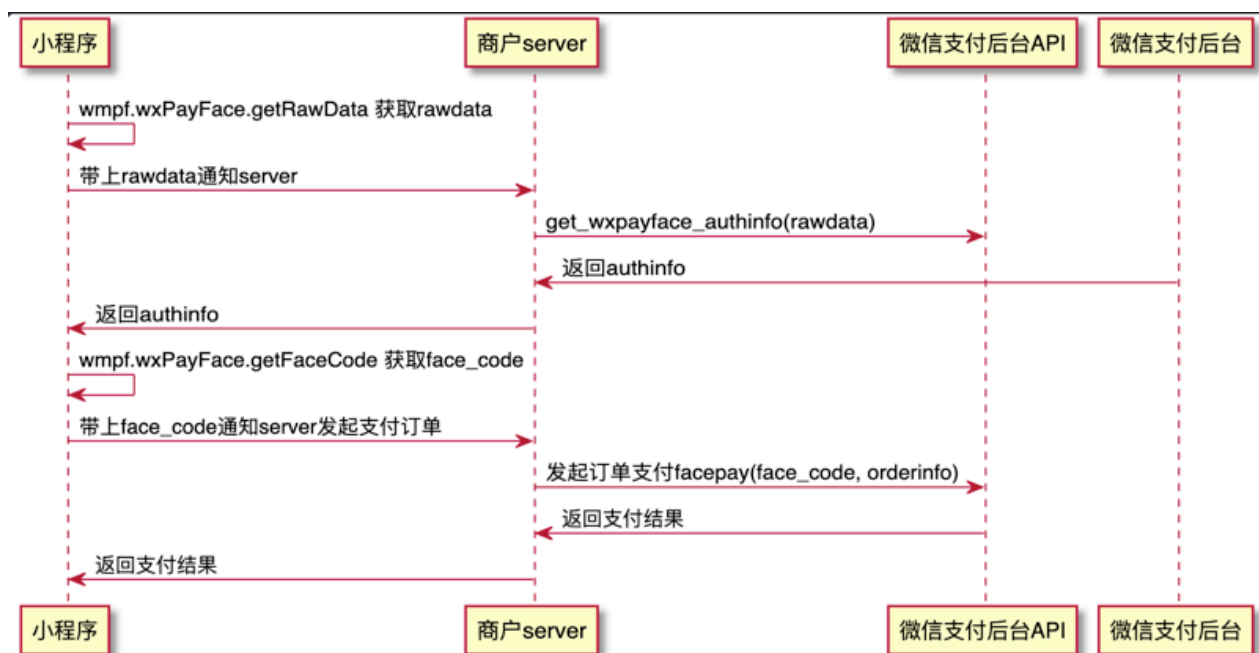 小程序
商户server
微信支付后台API
微信支付后台
wmpf.wxPayFace.getRawData 获取rawdata
带上rawdata通知server
get_wxpayface_authinfo(rawdata)
返回authinfo
返回authinfo
wmpf.wxPayFace.getFaceCode 获取face_code
带上face_code通知server发起支付订单
发起订单支付facepay(face_code, orderinfo)
返回支付结果
返回支付结果
小程序
商户server
微信支付后台API
微信支付后台